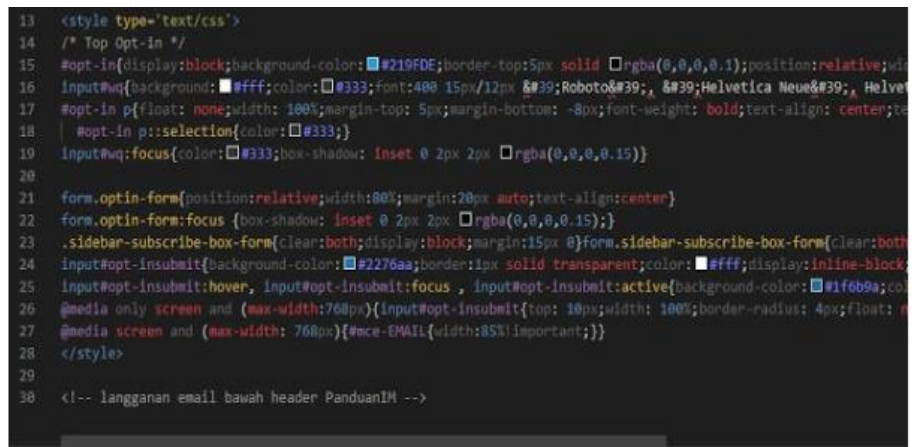 13 <style type='text/css'>
14 /* Top Opt-in */
15 #opt-in{display:block;background-color:#219FDE;border-top:5px solid rgba(0,0,0,0.1);position:relative;wid
16 input#wq{background:#fff;color:#333;font:400 15px/12px &#39;Roboto&#39;, &#39;Helvetica Neue&#39;, Helvet
17 #opt-in p{float: none;width: 100%;margin-top: 5px;margin-bottom: -8px;font-weight: bold;text-align: center;te
18 #opt-in p::selection{color:#333;}
19 input#wq:focus{color:#333;box-shadow: inset 0 2px 2px rgba(0,0,0,0.15)}
20
21 form.optin-form{position:relative;width:80%;margin:20px auto;text-align:center}
22 form.optin-form:focus {box-shadow: inset 0 2px 2px rgba(0,0,0,0.15);}
23 .sidebar-subscribe-box-form{clear:both;display:block;margin:15px 0}form.sidebar-subscribe-box-form{clear:both
24 input#opt-insubmit{background-color:#2276aa;border:1px solid transparent;color: #fff;display:inline-block;
25 input#opt-insubmit:hover, input#opt-insubmit:focus , input#opt-insubmit:active{background-color:#1f6b9a;col
26 @media only screen and (max-width:768px){input#opt-insubmit{top: 10px;width: 100%;border-radius: 4px;float: n
27 @media screen and (max-width: 768px){#mce-EMAIL{width:85%!important;}}
28 </style>
29
30 <!-- langganan email bawah header PanduanIM -->